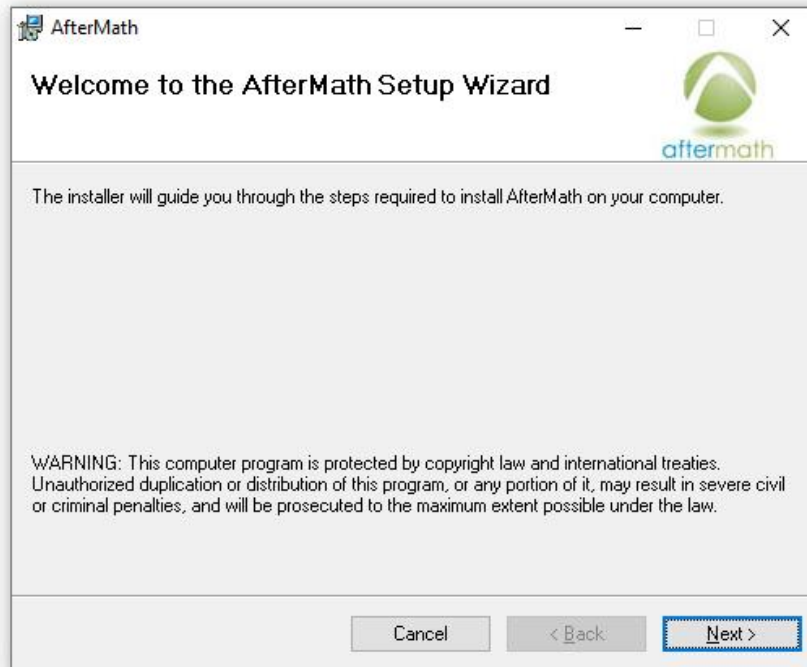 AfterMath
Welcome to the AfterMath Setup Wizard
aftermath
The installer will guide you through the steps required to install AfterMath on your computer.
WARNING: This computer program is protected by copyright law and international treaties.
Unauthorized duplication or distribution of this program, or any portion of it, may result in severe civil
or criminal penalties, and will be prosecuted to the maximum extent possible under the law.
Cancel
< Back
Next >